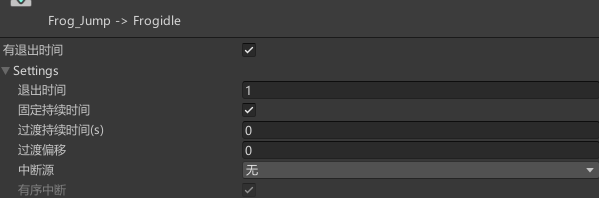 Frog_Jump -> Frogidle
有退出时间
Settings
退出时间 1
固定持续时间
过渡持续时间(s) 0
过渡偏移 0
中断源 无
有序中断